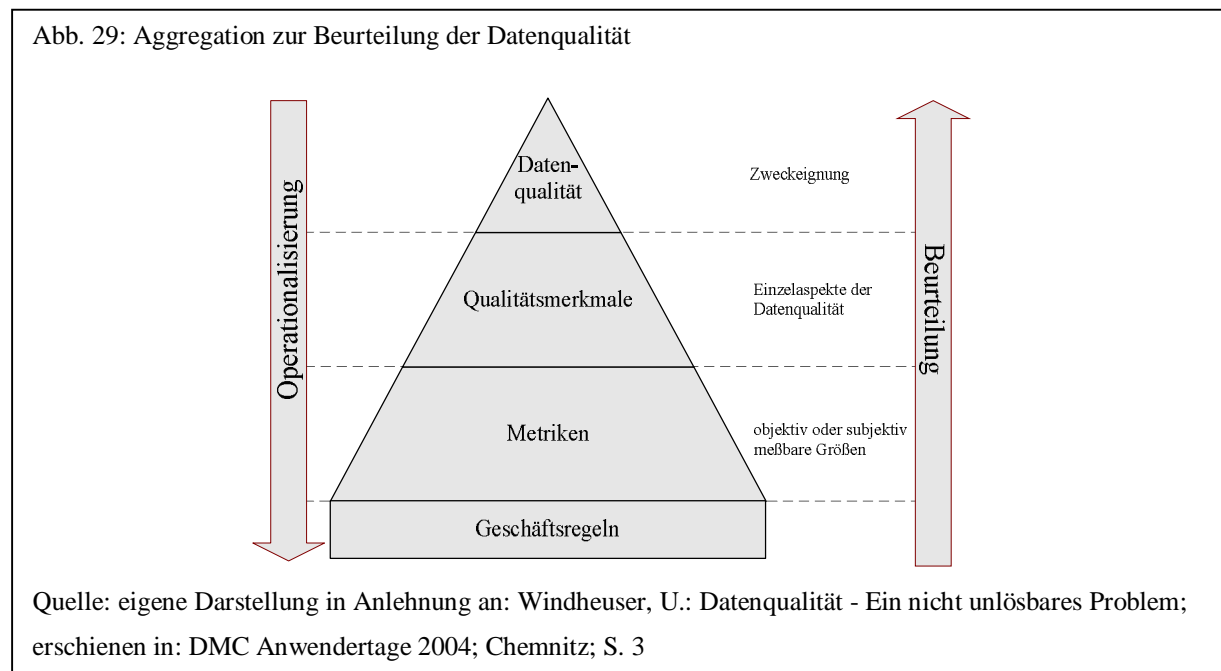 Abb. 29: Aggregation zur Beurteilung der Datenqualität
Operationalisierung
Daten-
qualität
Zweckeignung
Qualitätsmerkmale
Einzelaspekte der
Datenqualität
Metriken
objektiv oder subjektiv
meßbare Größen
Geschäftsregeln
Beurteilung
Quelle: eigene Darstellung in Anlehnung an: Windheuser, U.: Datenqualität - Ein nicht unlösbares Problem;
erschienen in: DMC Anwendertage 2004; Chemnitz; S. 3